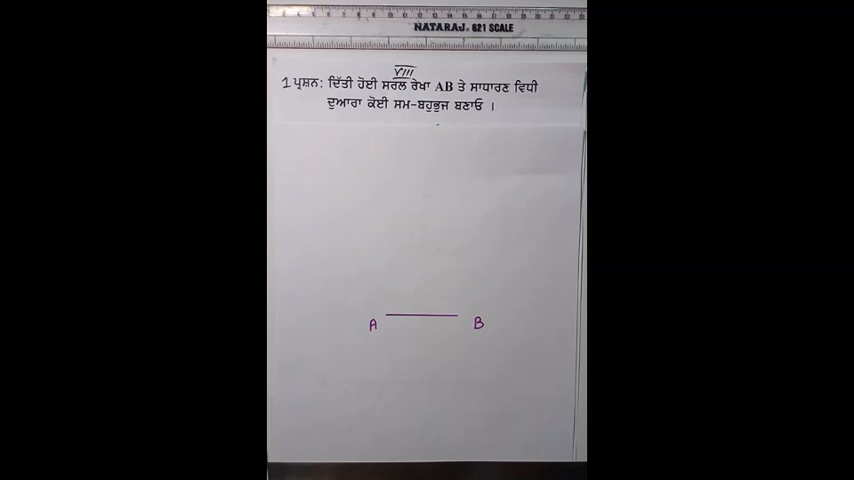 NATARAJ 621 SCALE
VIII
1 ਪ੍ਰਸ਼ਨ: ਦਿੱਤੀ ਹੋਈ ਸਰਲ ਰੇਖਾ AB ਤੇ ਸਾਧਾਰਣ ਵਿਧੀ
ਦੁਆਰਾ ਕੋਈ ਸਮ-ਬਹੁਭੁਜ ਬਣਾਓ ।
A B